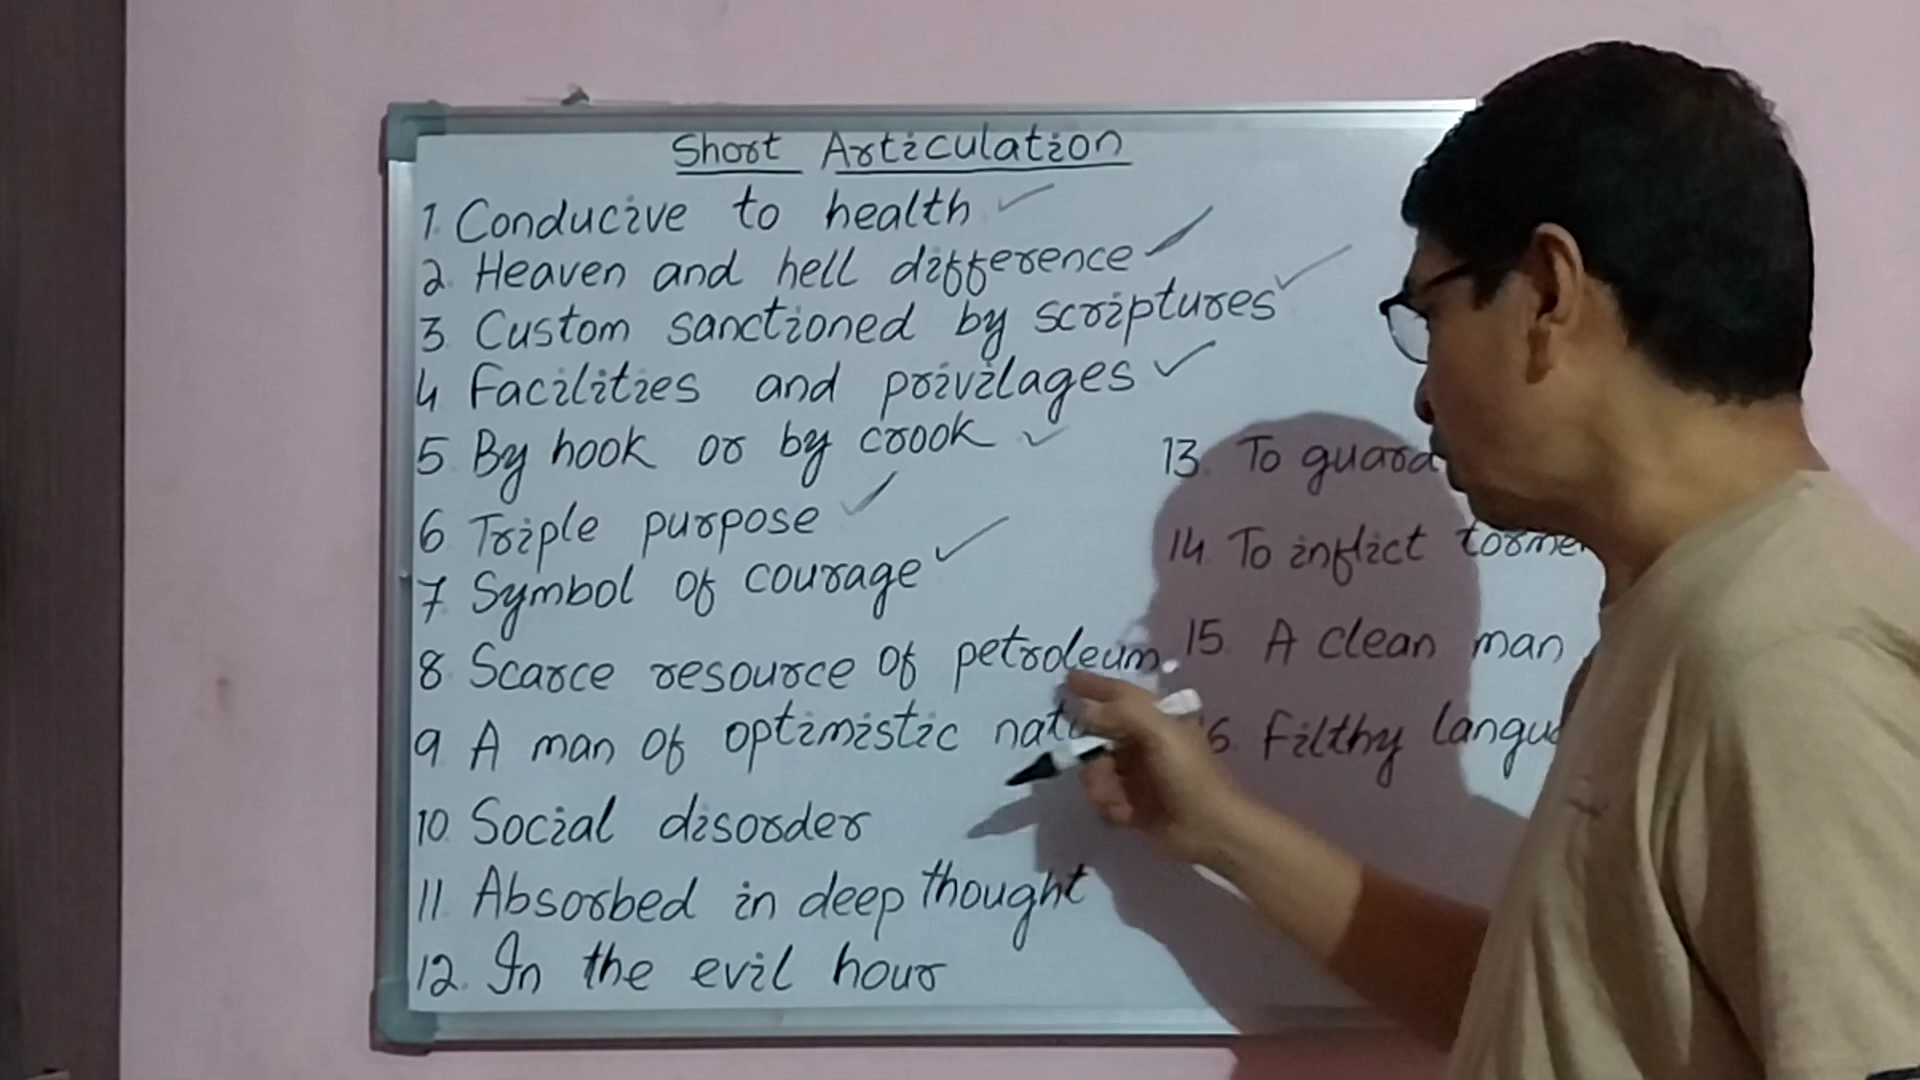 Short Articulation
1. Conducive to health
2. Heaven and hell difference
3 Custom sanctioned by scriptures
4 Facilities and privilages
5 By hook or by crook
6 Triple purpose
7 Symbol of courage
8 Scarce resource of petroleum
9 A man of optimistic
10 Social disorder
11 Absorbed in deep thought
12. In the evil hour
13. To guard
14. To inflict
15. A clean man
Filthy